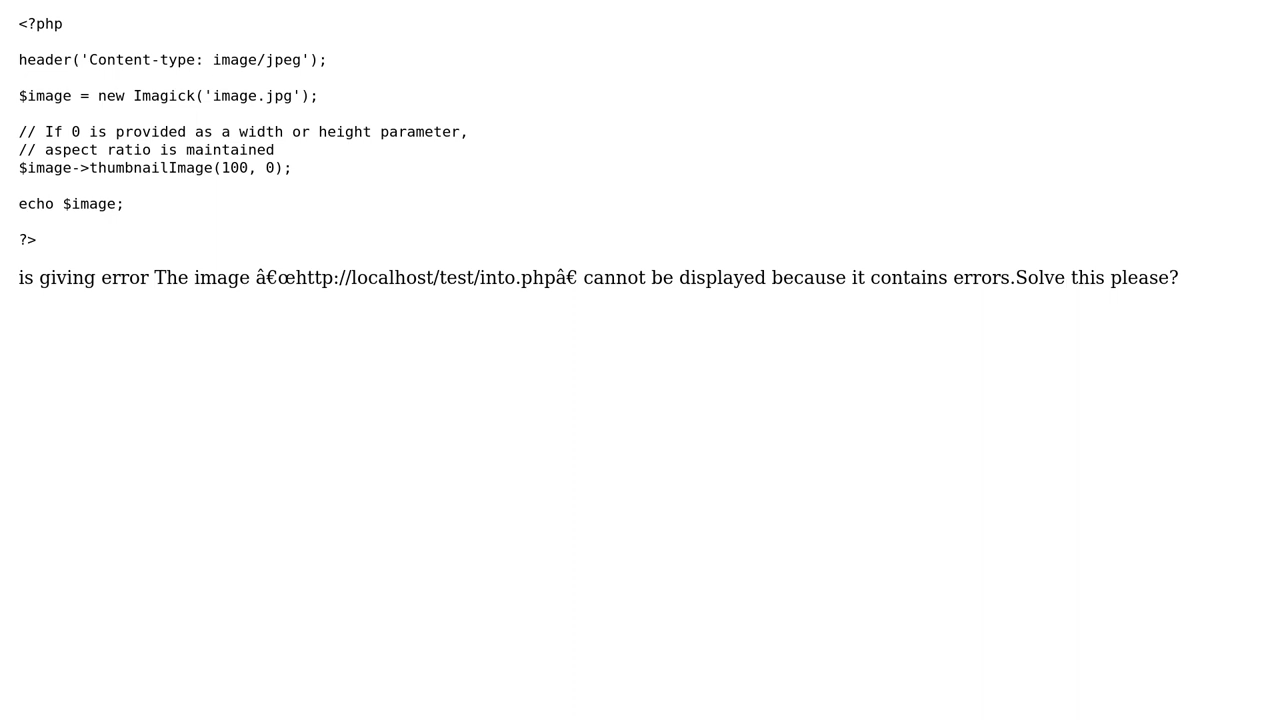 <?php
header('Content-type: image/jpeg');
$image = new Imagick('image.jpg');
// If 0 is provided as a width or height parameter,
// aspect ratio is maintained
$image->thumbnailImage(100, 0);
echo $image;
?>
is giving error The image â€œhttp://localhost/test/into.phpâ€ cannot be displayed because it contains errors.Solve this please?